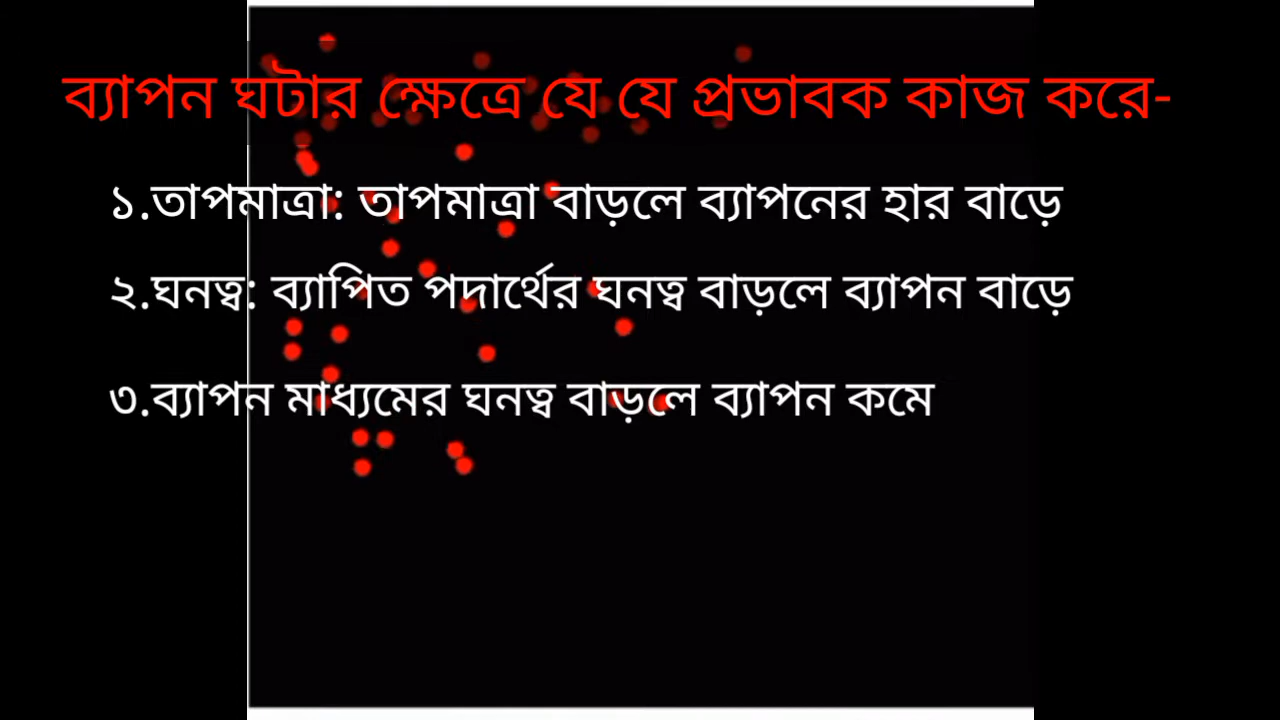 ব্যাপন ঘটার ক্ষেত্রে যে যে প্রভাবক কাজ করে-
১.তাপমাত্রা: তাপমাত্রা বাড়লে ব্যাপনের হার বাড়ে
২.ঘনত্ব: ব্যাপিত পদার্থের ঘনত্ব বাড়লে ব্যাপন বাড়ে
৩.ব্যাপন মাধ্যমের ঘনত্ব বাড়লে ব্যাপন কমে